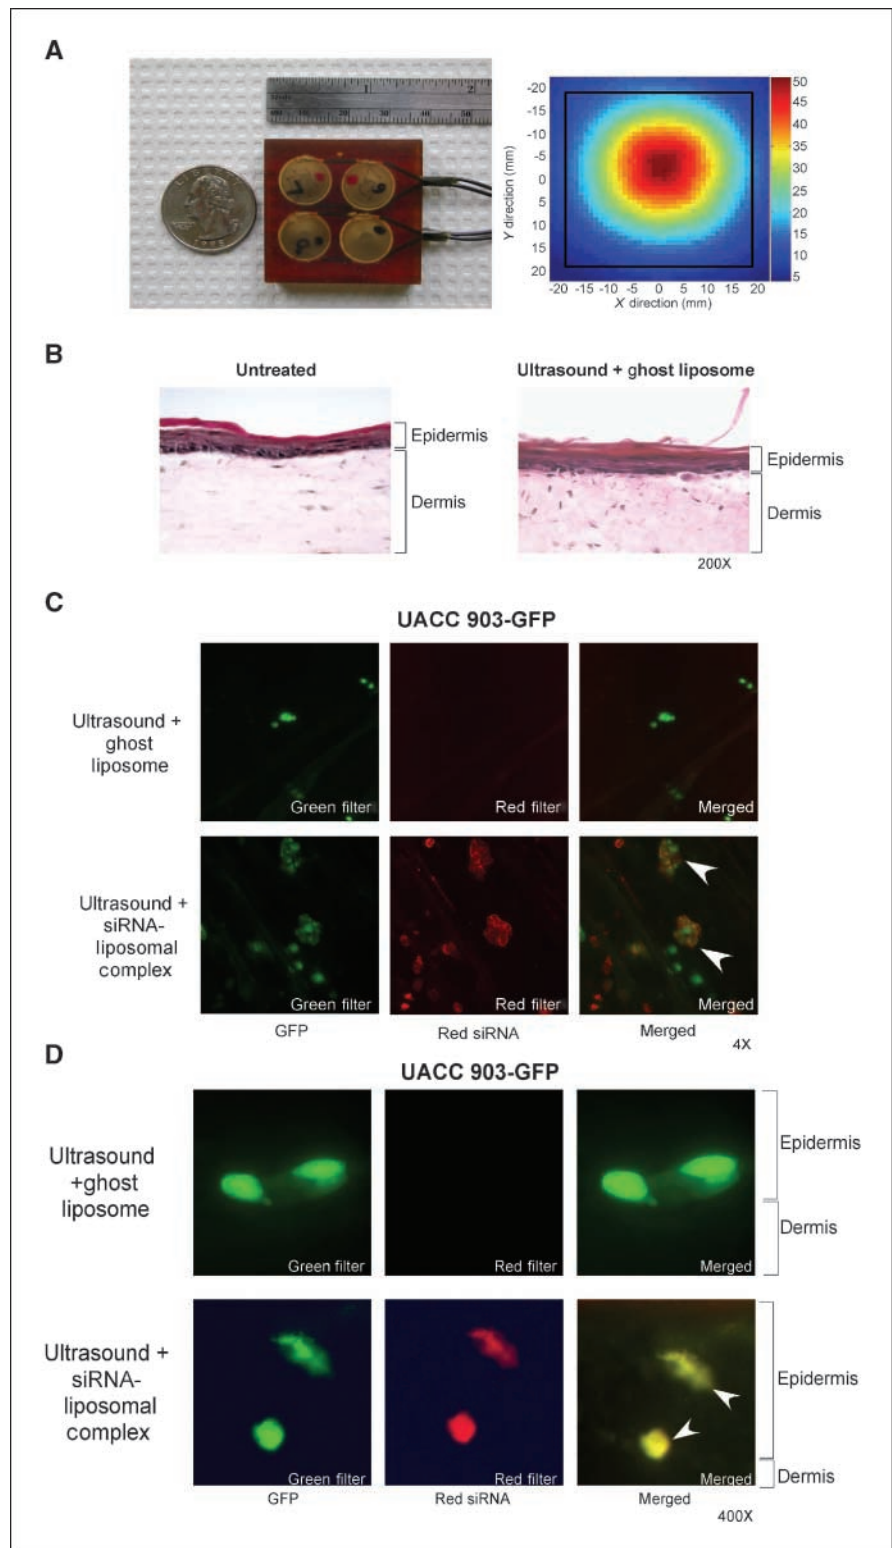 A
1
2
50
45
40
35
30
25
20
15
10
5
-20
-15
-10
-5
0
5
10
15
20
Y direction (mm)
-20 -15 -10 -5 0 5 10 15 20
X direction (mm)
B
Untreated
Epidermis
Dermis
Ultrasound + ghost liposome
Epidermis
Dermis
200X
C
UACC 903-GFP
Ultrasound +
ghost
liposome
Green filter
Red filter
Merged
Ultrasound +
siRNA-
liposomal
complex
Green filter
Red filter
Merged
GFP
Red siRNA
Merged
4X
D
UACC 903-GFP
Ultrasound
+ghost
liposome
Green filter
Red filter
Merged
Epidermis
Dermis
Ultrasound +
siRNA-
liposomal
complex
Green filter
Red filter
Merged
Epidermis
Dermis
GFP
Red siRNA
Merged
400X